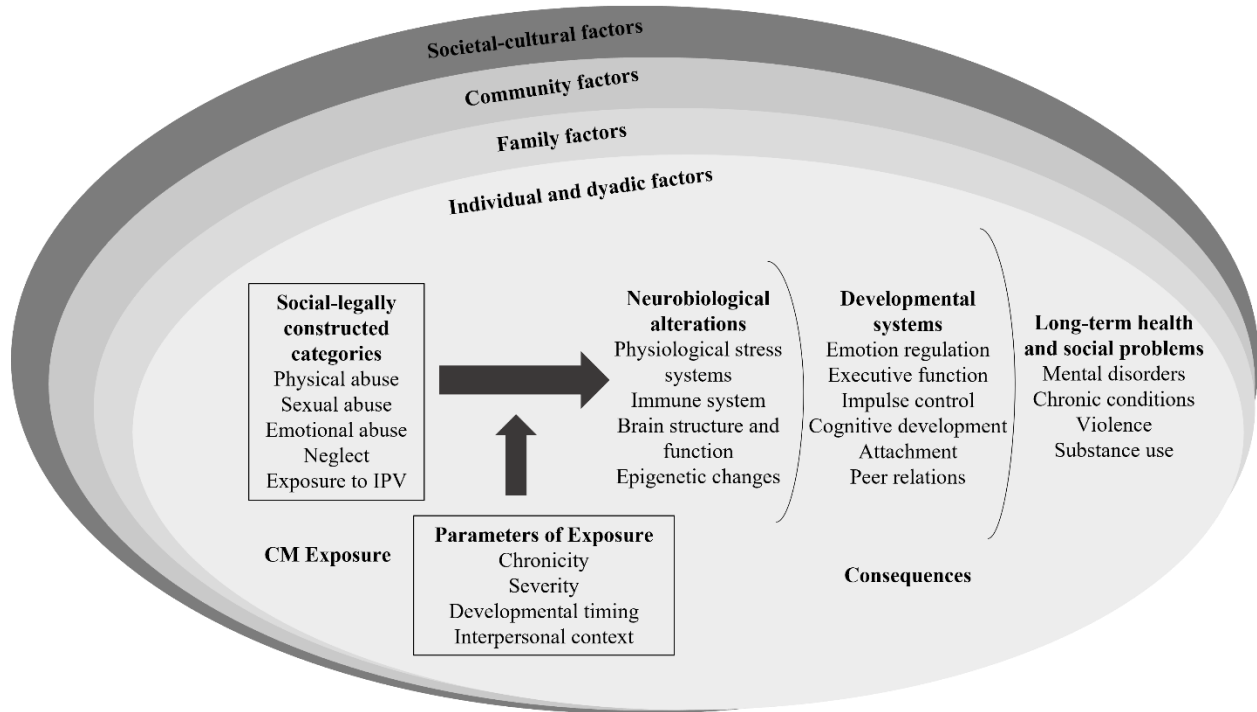 Societal-cultural factors
Community factors
Family factors
Individual and dyadic factors
Social-legally
constructed
categories
Physical abuse
Sexual abuse
Emotional abuse
Neglect
Exposure to IPV
CM Exposure
Parameters of Exposure
Chronicity
Severity
Developmental timing
Interpersonal context
Neurobiological
alterations
Physiological stress
systems
Immune system
Brain structure and
function
Epigenetic changes
Developmental
systems
Emotion regulation
Executive function
Impulse control
Cognitive development
Attachment
Peer relations
Long-term health
and social problems
Mental disorders
Chronic conditions
Violence
Substance use
Consequences